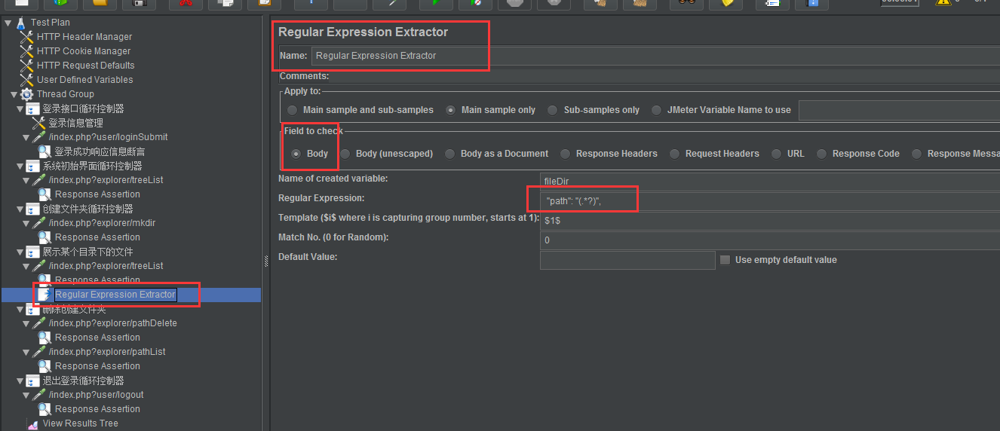 Test Plan
HTTP Header Manager
HTTP Cookie Manager
HTTP Request Defaults
User Defined Variables
Thread Group
登录接口循环控制器
登录信息管理
/index.php?user/loginSubmit
登录成功响应信息断言
系统初始界面循环控制器
/index.php?explorer/treeList
Response Assertion
创建文件夹循环控制器
/index.php?explorer/mkdir
Response Assertion
展示某个目录下的文件
/index.php?explorer/treeList
Response Assertion
Regular Expression Extractor
删除创建文件夹
/index.php?explorer/pathDelete
Response Assertion
/index.php?explorer/pathList
Response Assertion
退出登录循环控制器
/index.php?user/logout
Response Assertion
View Results Tree
Regular Expression Extractor
Name: Regular Expression Extractor
Comments:
Apply to:
Main sample and sub-samples Main sample only Sub-samples only JMeter Variable Name to use
Field to check
Body Body (unescaped) Body as a Document Response Headers Request Headers URL Response Code Response Messa
Name of created variable: fileDir
Regular Expression: "path": "(.*?)",
Template ($i$ where i is capturing group number, starts at 1): $1$
Match No. (0 for Random): 0
Default Value: Use empty default value